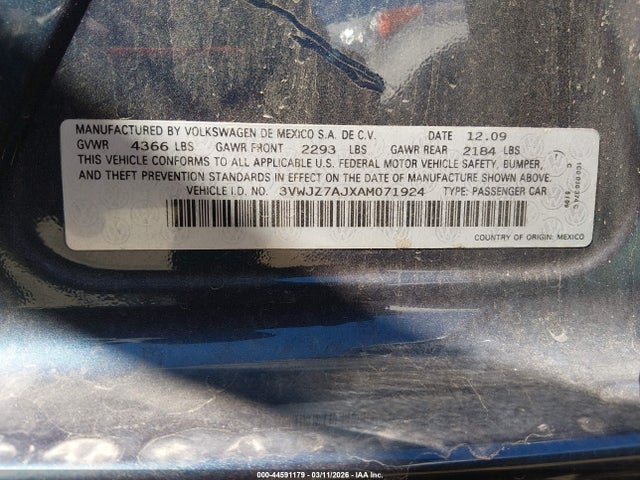 MANUFACTURED BY VOLKSWAGEN DE MEXICO S.A. DE C.V. DATE 12.09
GVWR 4366 LBS GAWR FRONT 2293 LBS GAWR REAR 2184 LBS
THIS VEHICLE CONFORMS TO ALL APPLICABLE U.S. FEDERAL MOTOR VEHICLE SAFETY, BUMPER,
AND THEFT PREVENTION STANDARDS IN EFFECT ON THE DATE OF MANUFACTURE SHOWN ABOVE.
VEHICLE I.D. NO. 3VWJZ7AJXAM071924 TYPE: PASSENGER CAR
COUNTRY OF ORIGIN: MEXICO
000-44591179 - 03/11/2026 - IAA Inc.